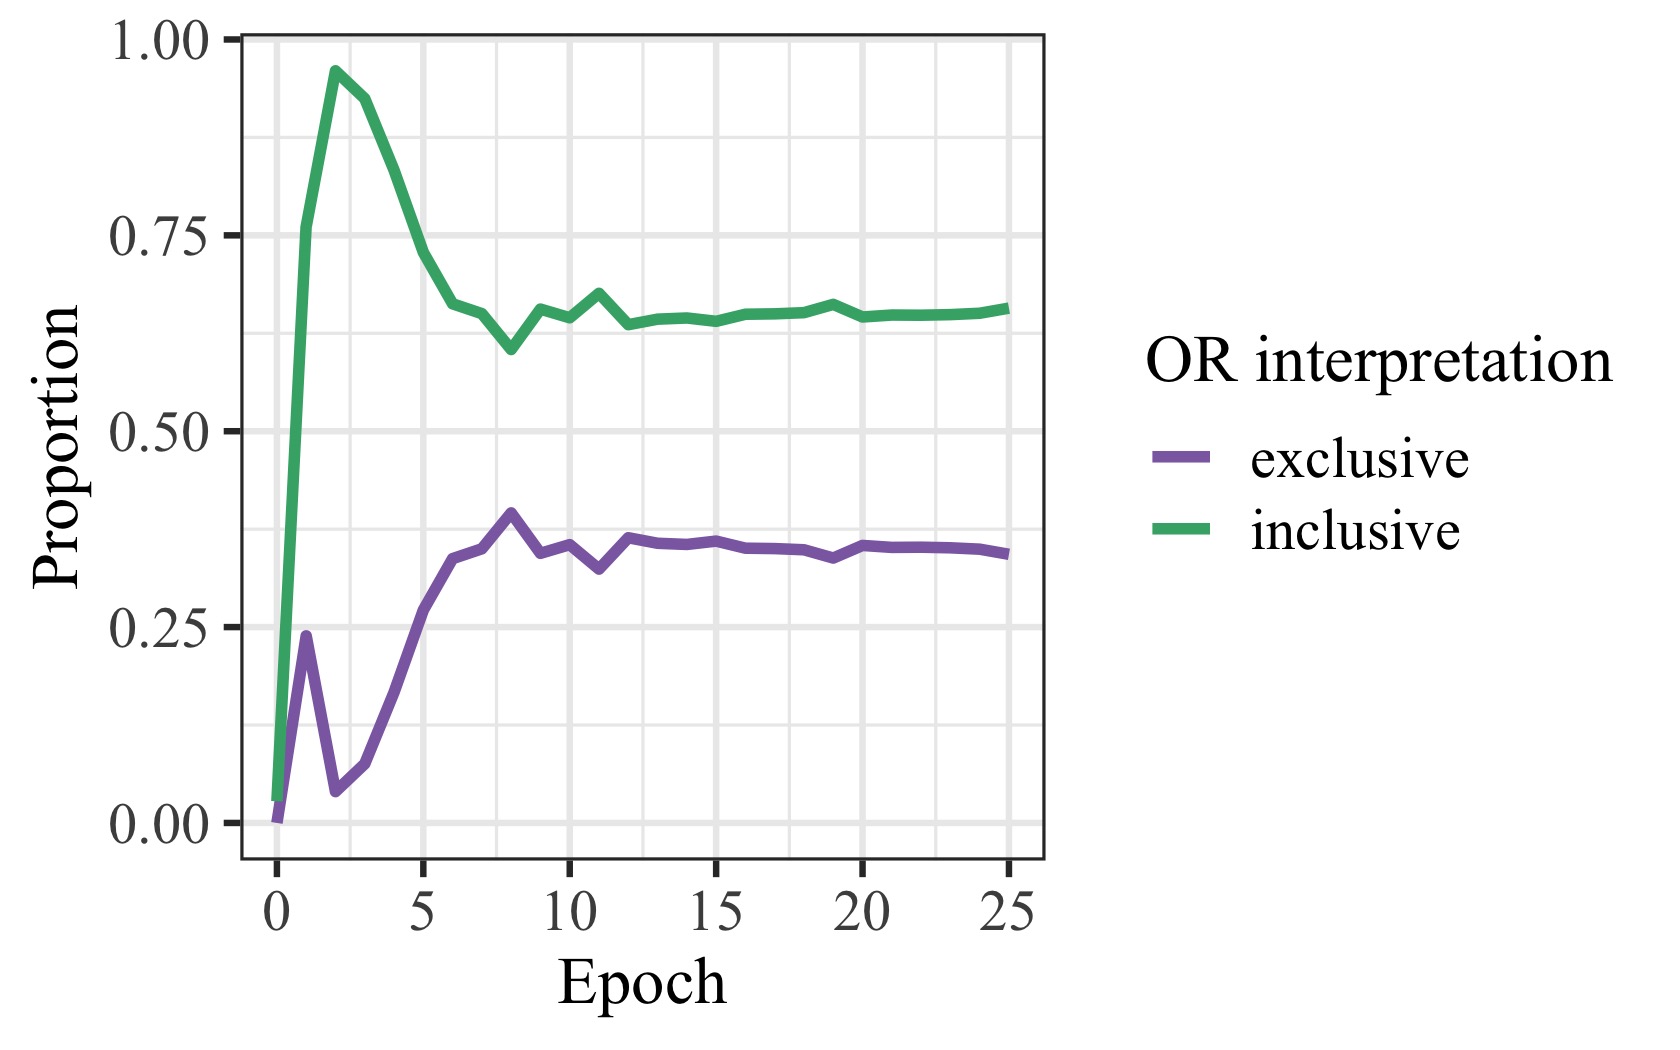 1.00
0.75
0.50
0.25
0.00
Proportion
0 5 10 15 20 25
Epoch
OR interpretation
exclusive
inclusive